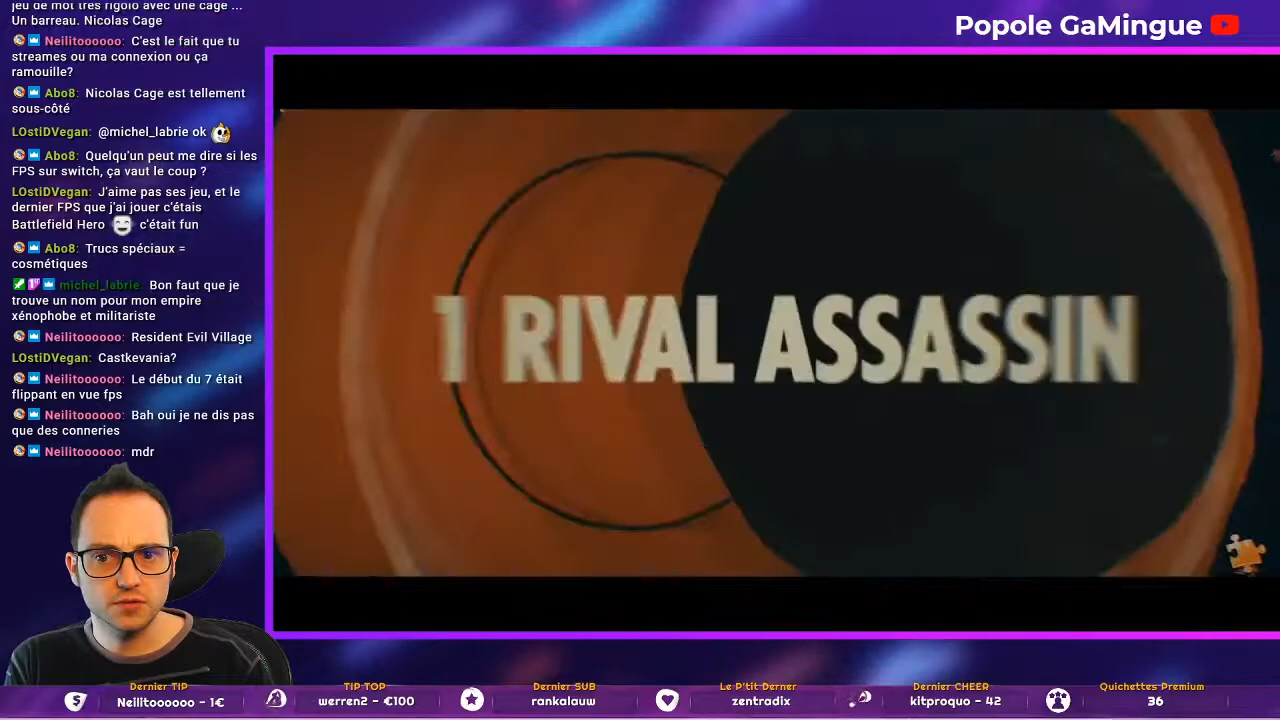 jeu de mot très rigolo avec une cage ...
Un barreau. Nicolas Cage
Neilitoooooo: C'est le fait que tu
streames ou ma connexion ou ça
ramouille?
Abo8: Nicolas Cage est tellement
sous-côté
LOstiDVegan: @michel_labrie ok
Abo8: Quelqu'un peut me dire si les
FPS sur switch, ça vaut le coup ?
LOstiDVegan: J'aime pas ses jeu, et le
dernier FPS que j'ai jouer c'étais
Battlefield Hero c'était fun
Abo8: Trucs spéciaux =
cosmétiques
michel_labrie: Bon faut que je
trouve un nom pour mon empire
xénophobe et militariste
Neilitoooooo: Resident Evil Village
LOstiDVegan: Castkevania?
Neilitoooooo: Le début du 7 était
flippant en vue fps
Neilitoooooo: Bah oui je ne dis pas
que des conneries
Neilitoooooo: mdr
Popole GaMingue
1 RIVAL ASSASSIN
Dernier TIP
Neilitoooooo - 1€
TIP TOP
werren2 - €100
Dernier SUB
rankalauw
Le P'tit Derner
zentradix
Dernier CHEER
kitproquo - 42
Quichettes Premium
36